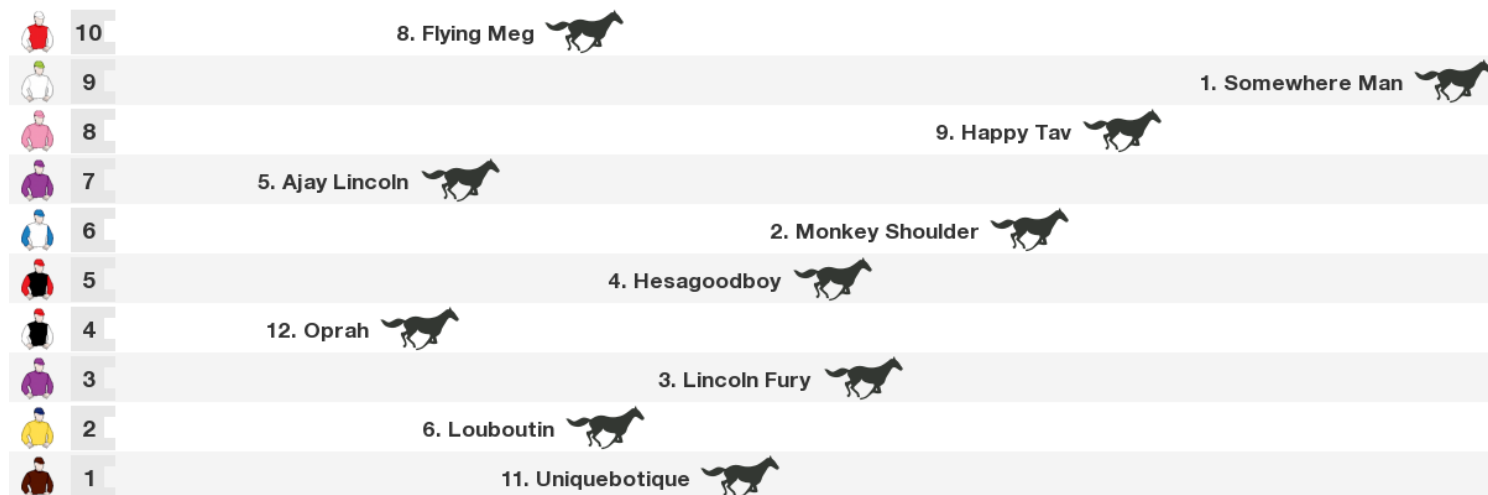 10 8. Flying Meg
9 1. Somewhere Man
8 9. Happy Tav
7 5. Ajay Lincoln
6 2. Monkey Shoulder
5 4. Hesagoodboy
4 12. Oprah
3 3. Lincoln Fury
2 6. Louboutin
1 11. Uniquebotique